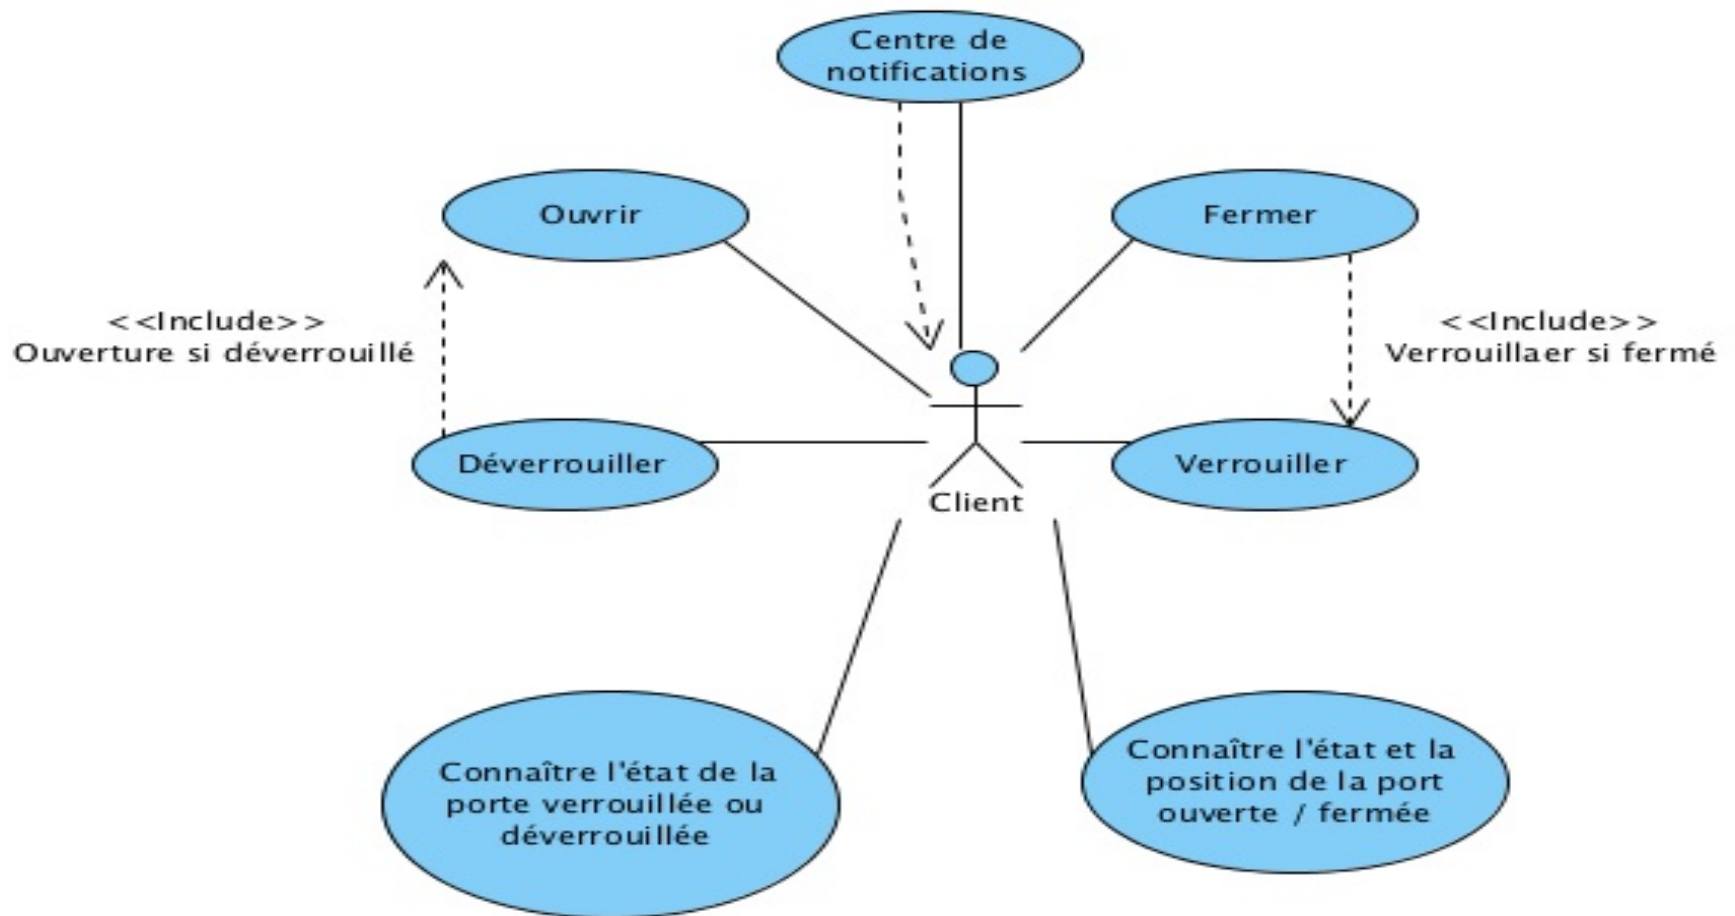 Centre de
notifications
Ouvrir
Fermer
<<Include>>
Ouverture si déverrouillé
<<Include>>
Verrouillaer si fermé
Déverrouiller
Verrouiller
Client
Connaître l'état de la
porte verrouillée ou
déverrouillée
Connaître l'état et la
position de la port
ouverte / fermée